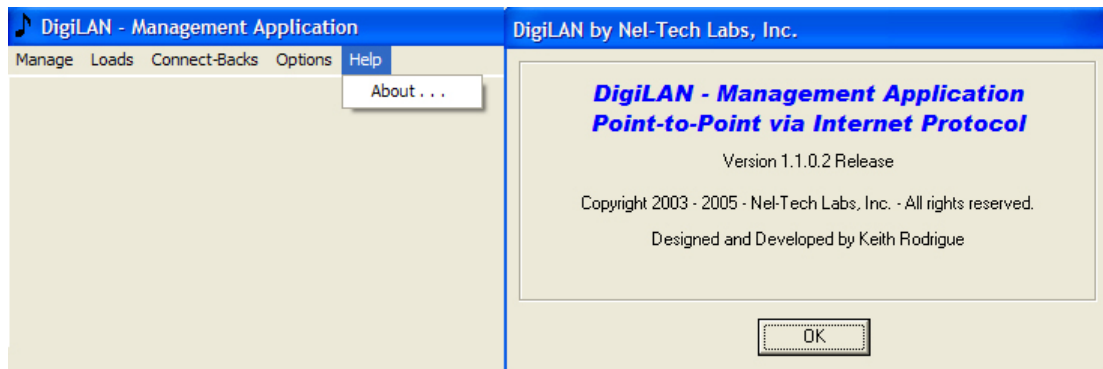 DigiLAN - Management Application
Manage Loads Connect-Backs Options Help
About . . .
DigiLAN by Nel-Tech Labs, Inc.
DigiLAN - Management Application
Point-to-Point via Internet Protocol
Version 1.1.0.2 Release
Copyright 2003 - 2005 - Nel-Tech Labs, Inc. - All rights reserved.
Designed and Developed by Keith Rodrigue
OK